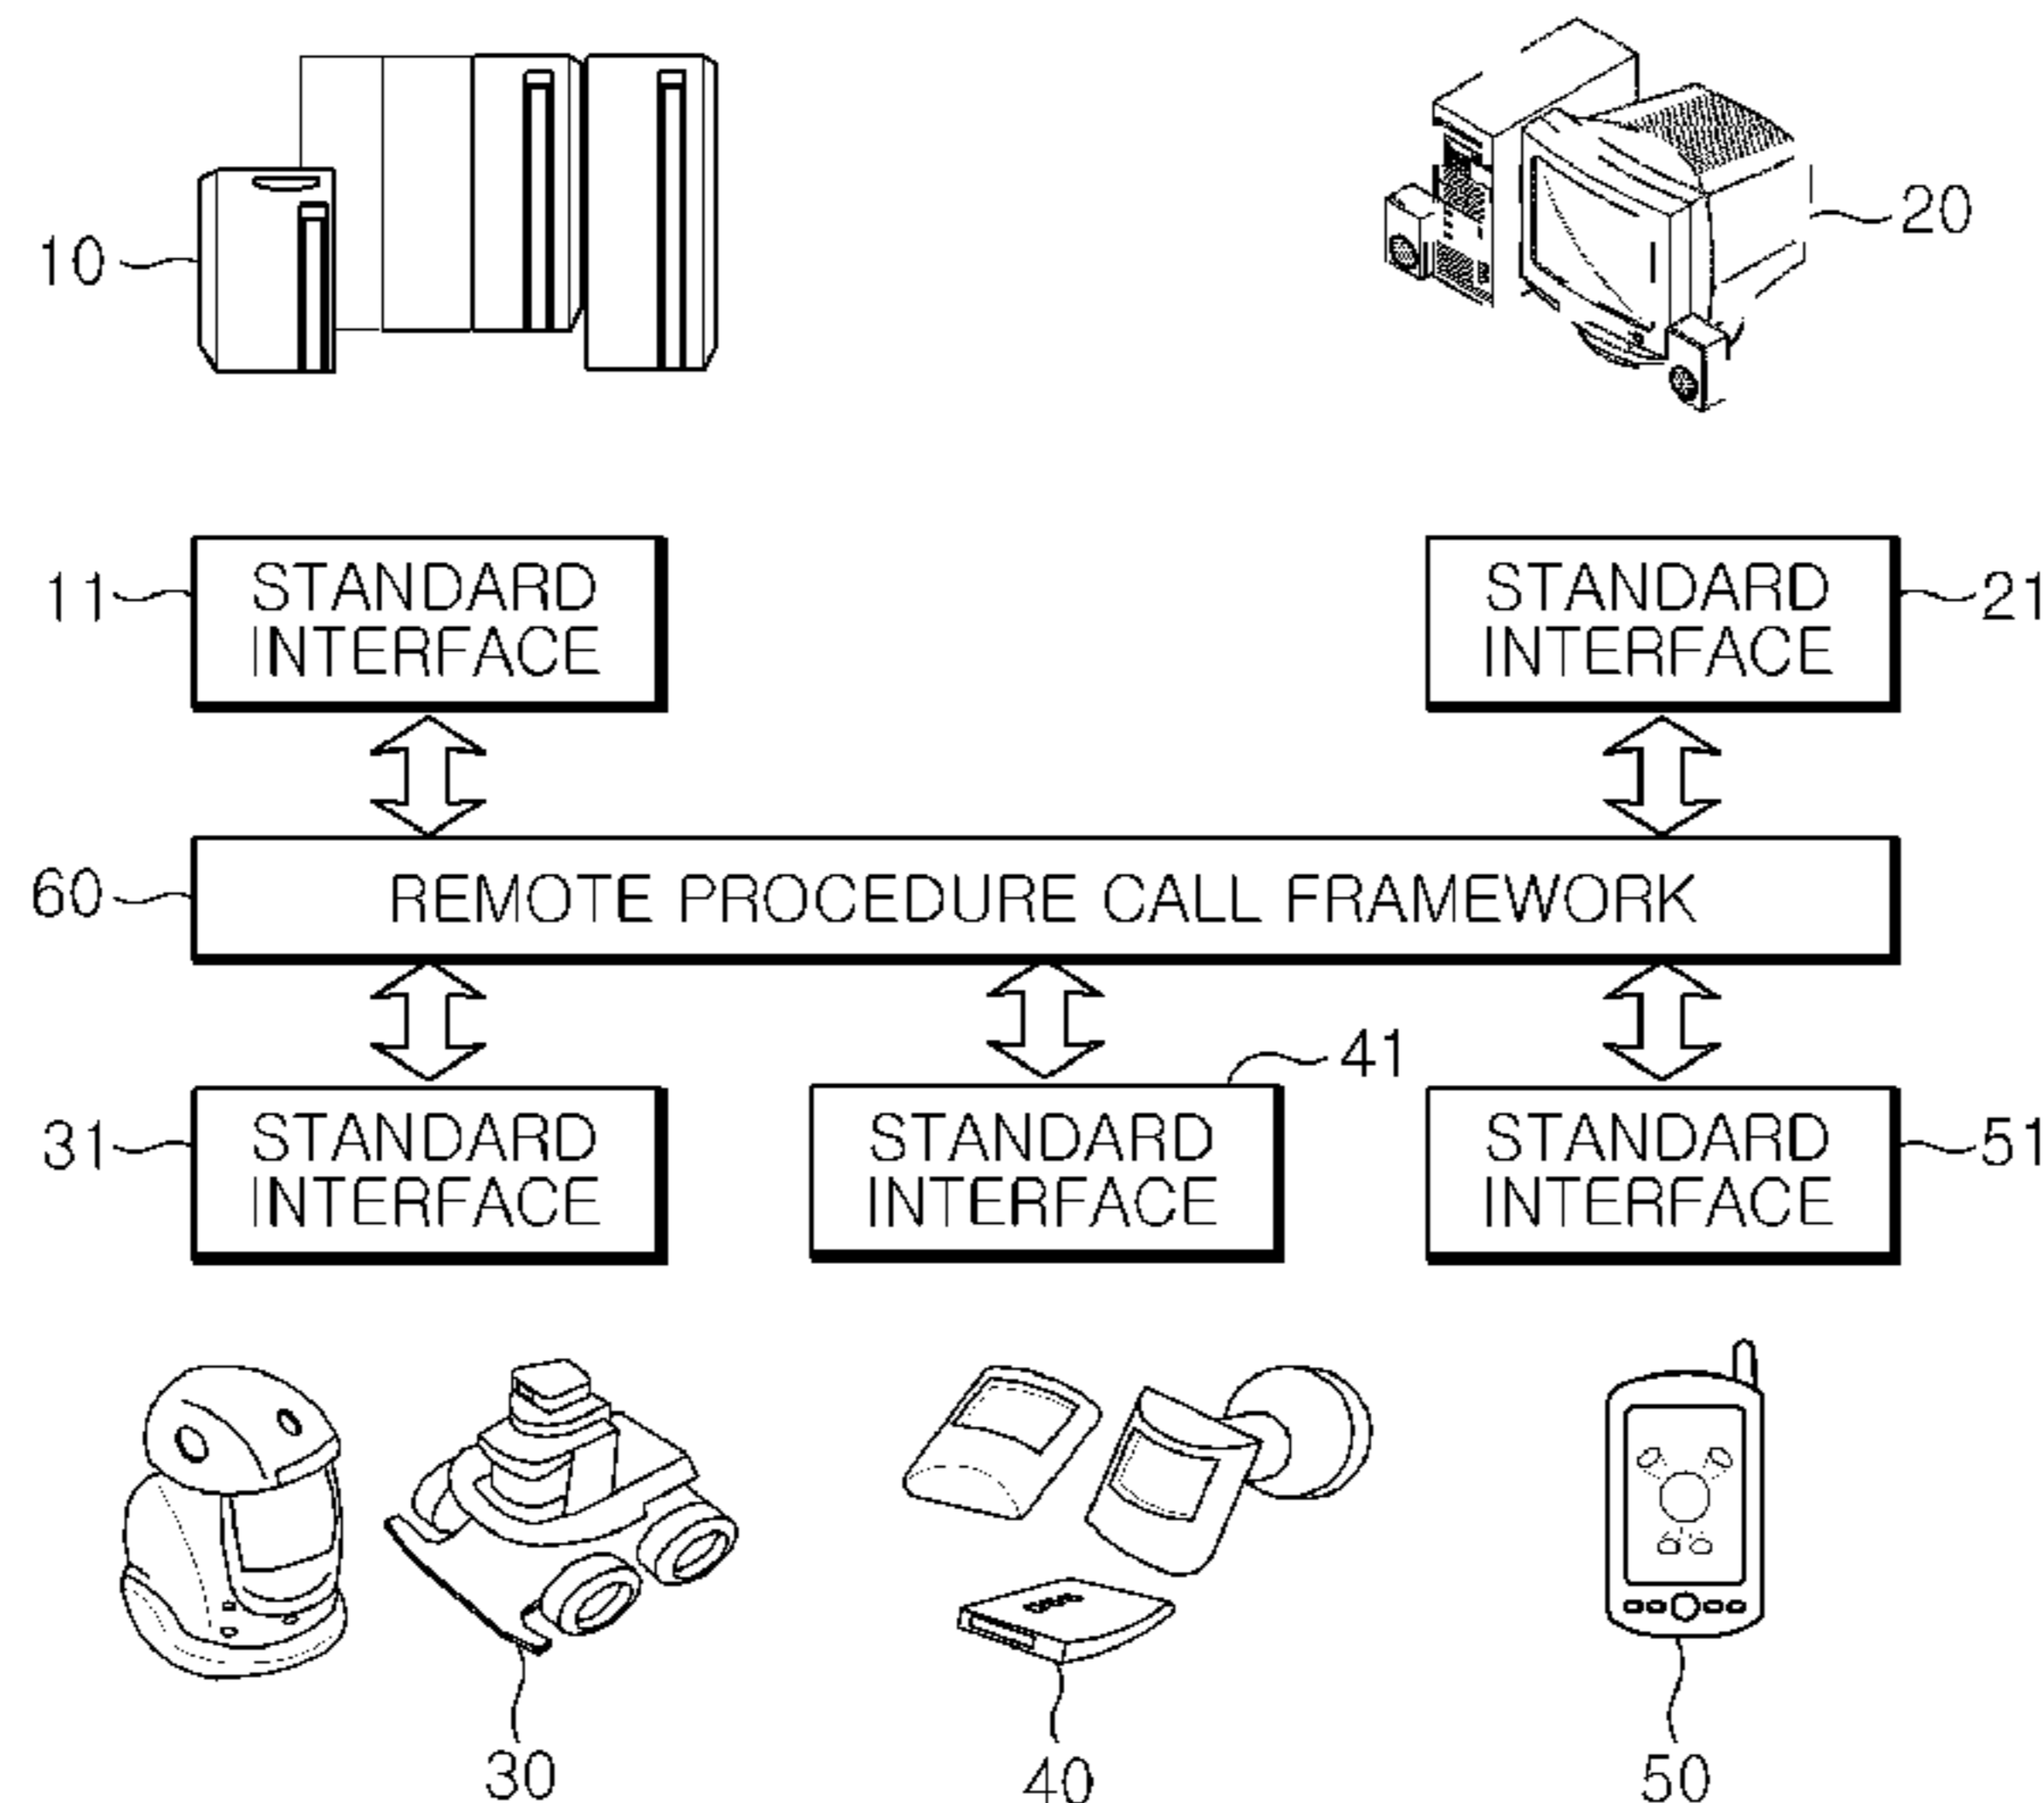 10
20
11
STANDARD
INTERFACE
STANDARD
INTERFACE
21
60
REMOTE PROCEDURE CALL FRAMEWORK
41
31
STANDARD
INTERFACE
STANDARD
INTERFACE
STANDARD
INTERFACE
51
30
40
50